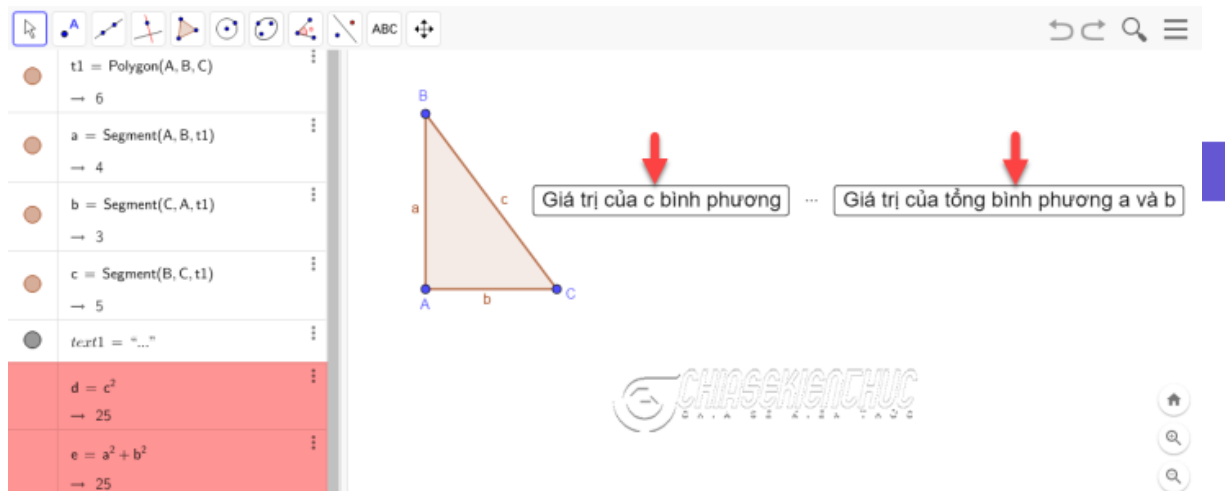 ABC
t1 = Polygon(A, B, C)
→ 6
a = Segment(A, B, t1)
→ 4
b = Segment(C, A, t1)
→ 3
c = Segment(B, C, t1)
→ 5
text1 = “...”
d = c²
→ 25
e = a² + b²
→ 25
A
B
a
c
A
b
C
Giá trị của c bình phương
...
Giá trị của tổng bình phương a và b
CHIASEKIENTHUC